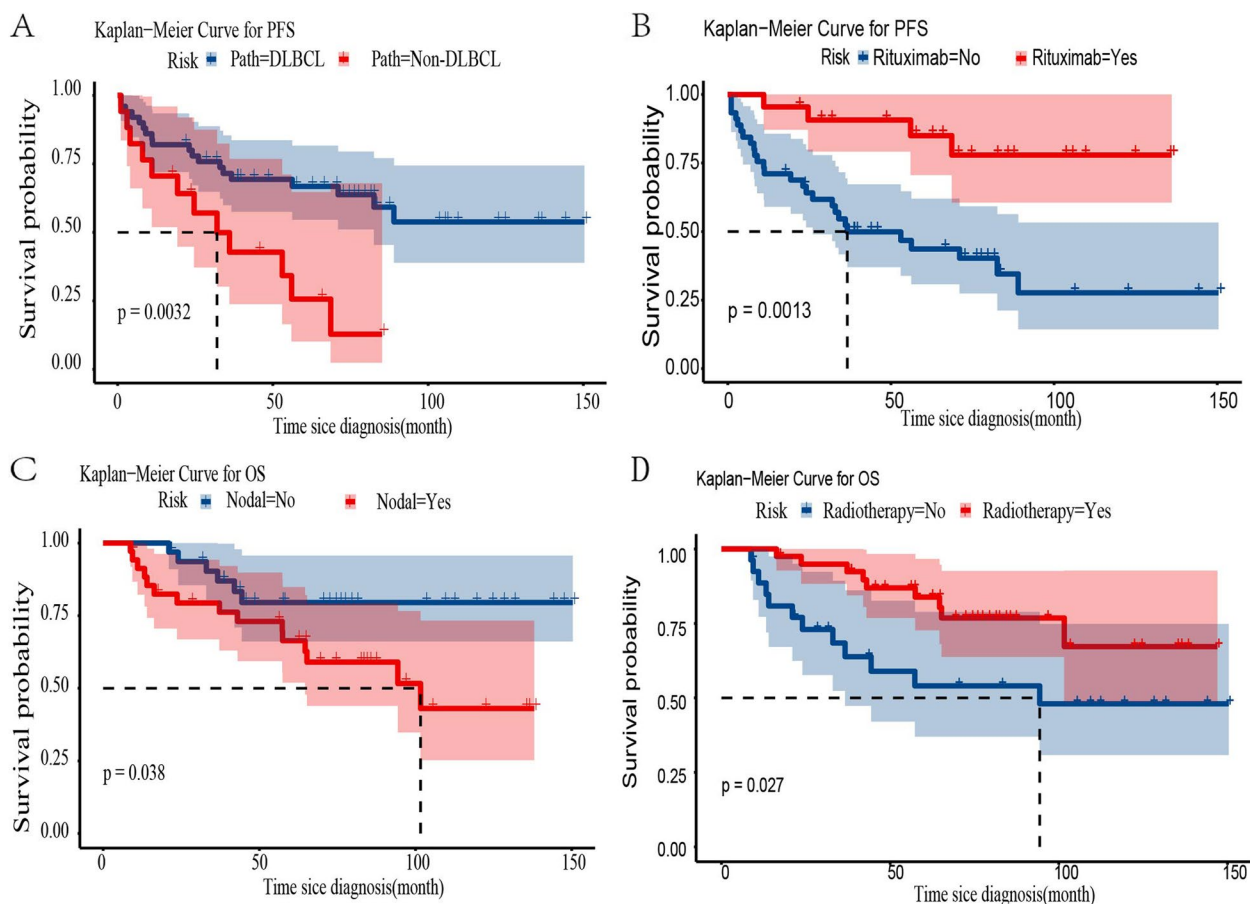 A
Kaplan−Meier Curve for PFS
Risk Path=DLBCL Path=Non-DLBCL
1.00
0.75
0.50
0.25
0.00
Survival probability
p = 0.0032
0 50 100 150
Time sice diagnosis(month)
B
Kaplan−Meier Curve for PFS
Risk Rituximab=No Rituximab=Yes
1.00
0.75
0.50
0.25
0.00
Survival probability
p = 0.0013
0 50 100 150
Time sice diagnosis(month)
C
Kaplan−Meier Curve for OS
Risk Nodal=No Nodal=Yes
1.00
0.75
0.50
0.25
0.00
Survival probability
p = 0.038
0 50 100 150
Time sice diagnosis(month)
D
Kaplan−Meier Curve for OS
Risk Radiotherapy=No Radiotherapy=Yes
1.00
0.75
0.50
0.25
0.00
Survival probability
p = 0.027
0 50 100 150
Time sice diagnosis(month)